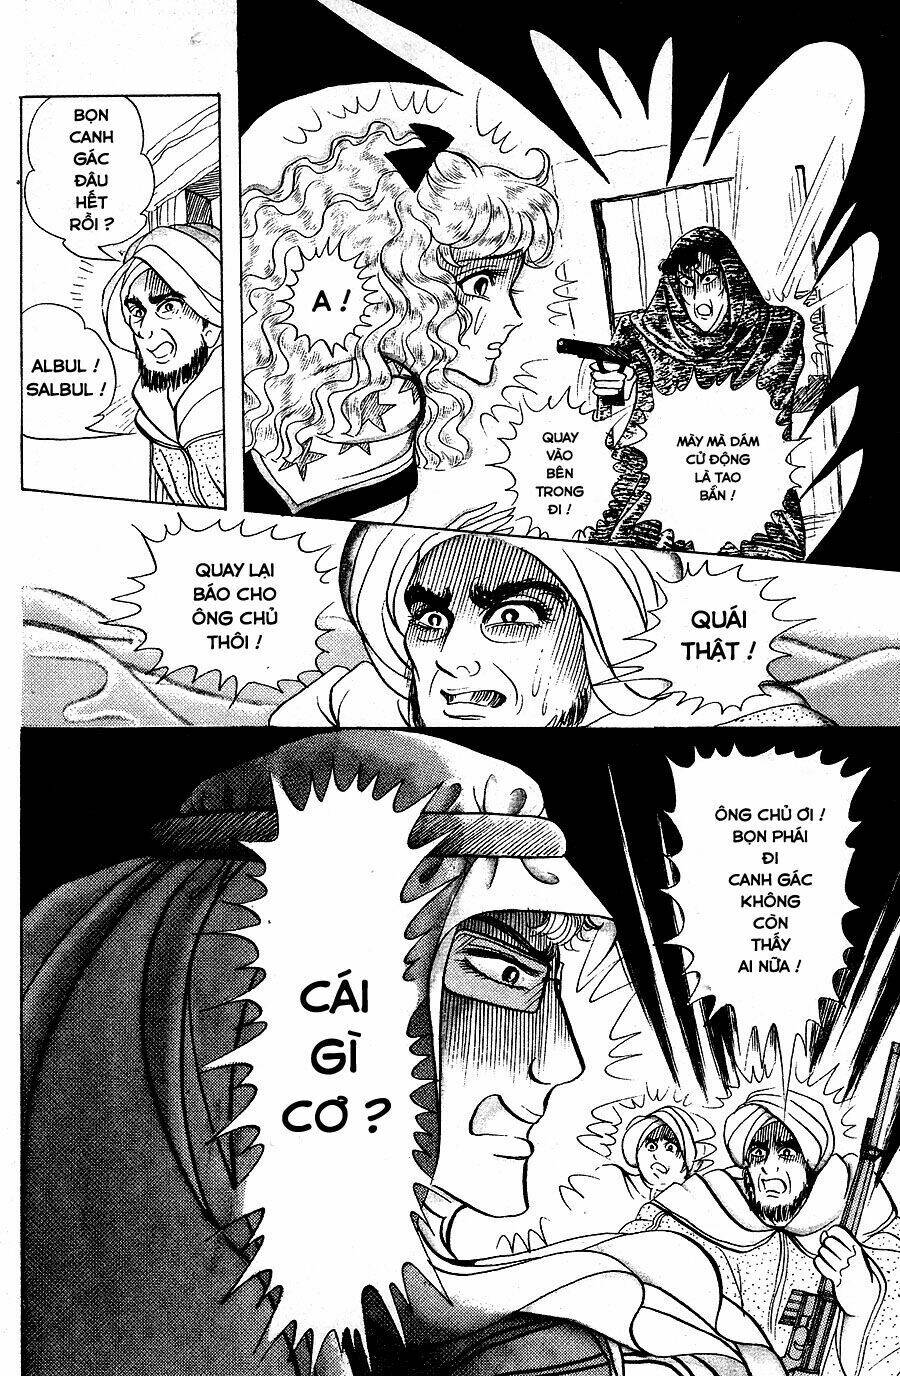 MÀY MÀ DÁM
CỬ ĐỘNG
LÀ TAO
BẮN !
QUAY
VÀO
BÊN
TRONG
ĐI !
A !
BỌN
CANH
GÁC
ĐÂU
HẾT
RỒI ?
ALBUL !
SALBUL !
QUÁI
THẬT !
QUAY LẠI
BÁO CHO
ÔNG CHỦ
THÔI !
ÔNG CHỦ ƠI !
BỌN PHÁI
ĐI
CANH GÁC
KHÔNG
CÒN
THẤY
AI NỮA !
CÁI
GÌ
CƠ ?